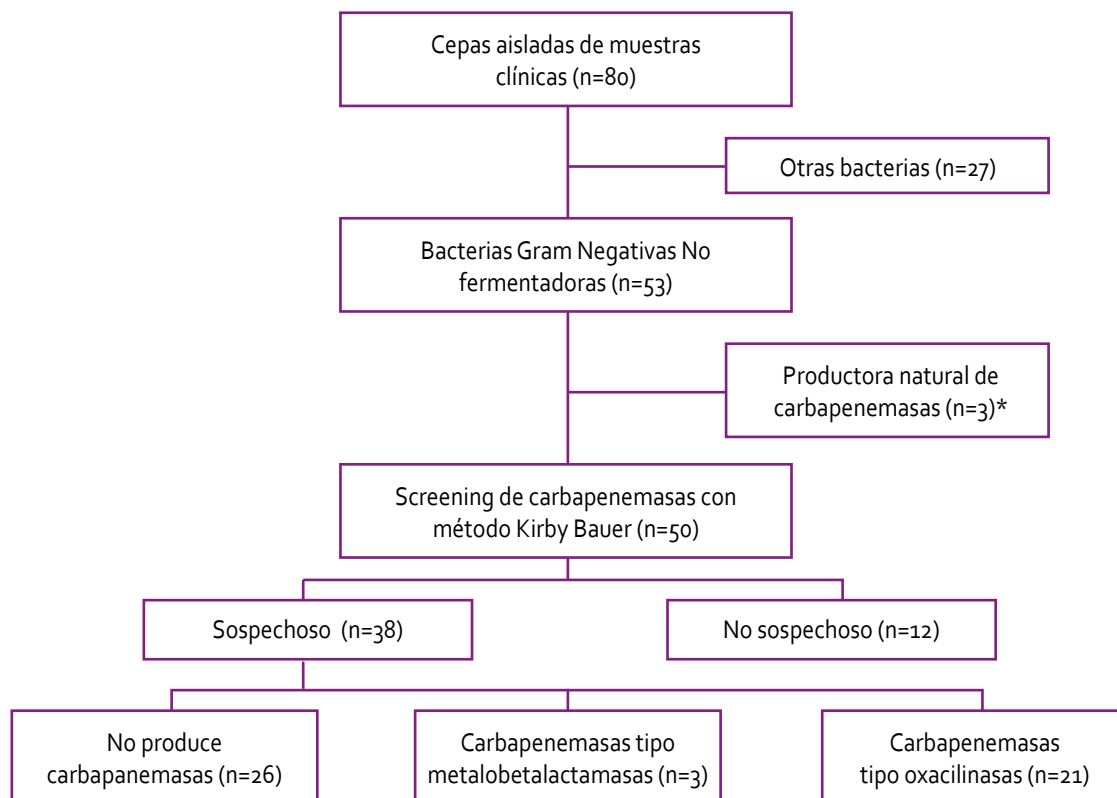 Cepas aisladas de muestras
clínicas (n=80)
Otras bacterias (n=27)
Bacterias Gram Negativas No
fermentadoras (n=53)
Productora natural de
carbapenemasas (n=3)*
Screening de carbapenemasas con
método Kirby Bauer (n=50)
Sospechoso (n=38)
No sospechoso (n=12)
No produce
carbapanemasas (n=26)
Carbapenemasas tipo
metalobetalactamasas (n=3)
Carbapenemasas
tipo oxacilinasas (n=21)